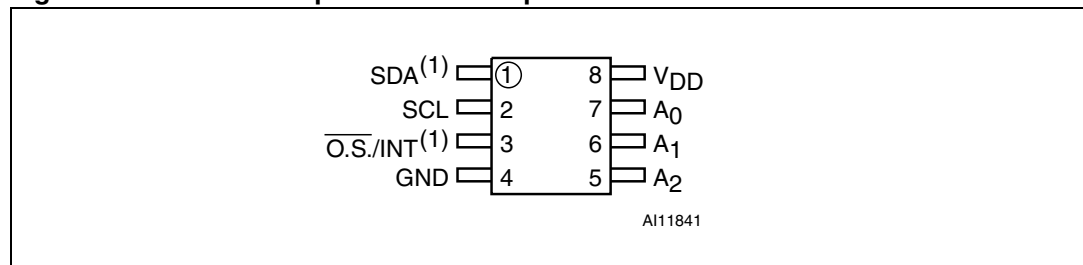 SDA(1) 1 8 VDD
SCL 2 7 A0
O.S./INT(1) 3 6 A1
GND 4 5 A2
AI11841